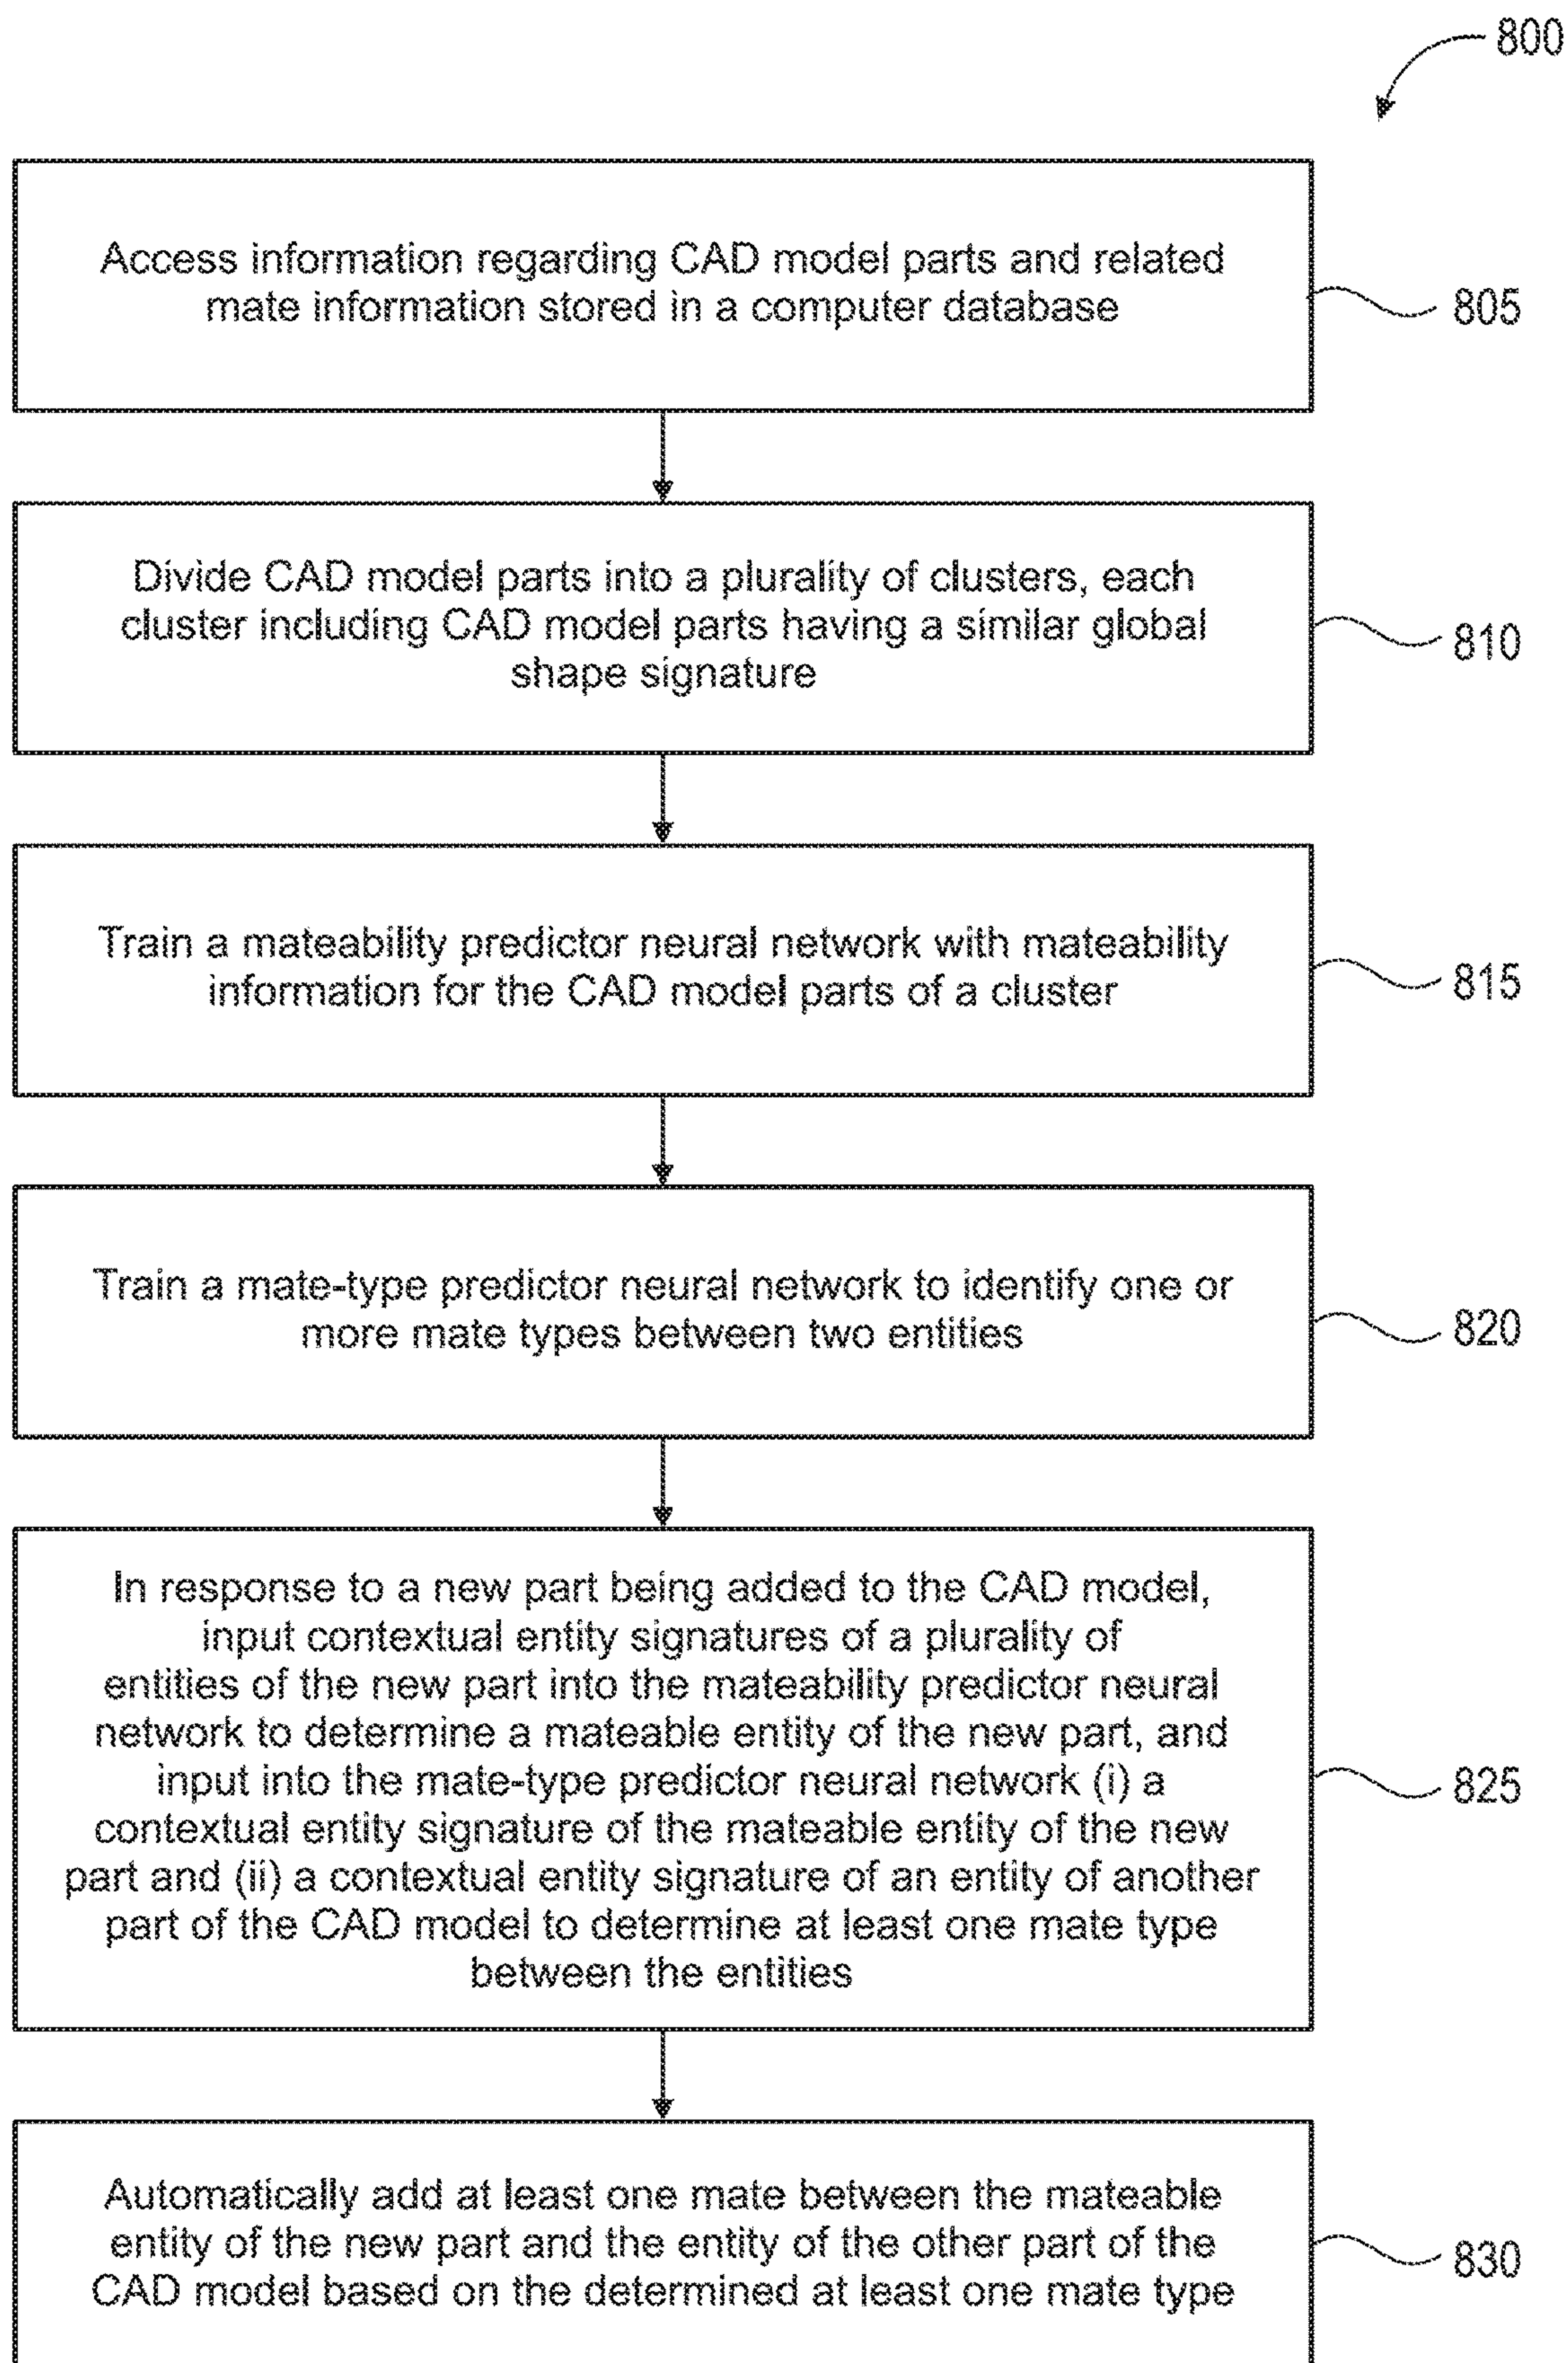 800
Access information regarding CAD model parts and related
mate information stored in a computer database
805
Divide CAD model parts into a plurality of clusters, each
cluster including CAD model parts having a similar global
shape signature
810
Train a mateability predictor neural network with mateability
information for the CAD model parts of a cluster
815
Train a mate-type predictor neural network to identify one or
more mate types between two entities
820
In response to a new part being added to the CAD model,
input contextual entity signatures of a plurality of
entities of the new part into the mateability predictor neural
network to determine a mateable entity of the new part, and
input into the mate-type predictor neural network (i) a
contextual entity signature of the mateable entity of the new
part and (ii) a contextual entity signature of an entity of another
part of the CAD model to determine at least one mate type
between the entities
825
Automatically add at least one mate between the mateable
entity of the new part and the entity of the other part of the
CAD model based on the determined at least one mate type
830